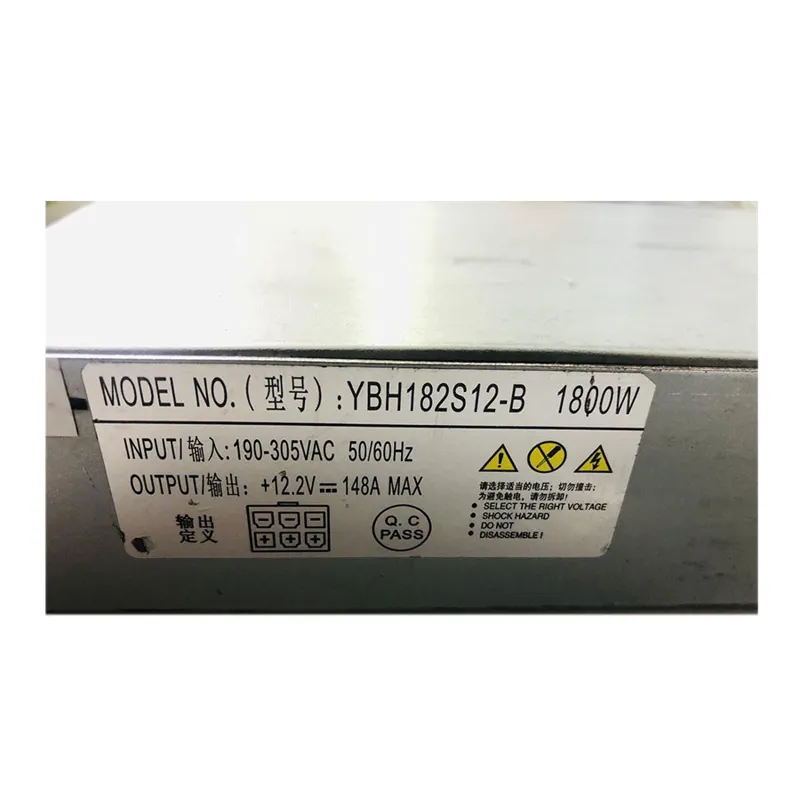 MODEL NO.(型号):YBH182S12-B 1800W
INPUT/输入:190-305VAC 50/60Hz
OUTPUT/输出: +12.2V⎓148A MAX
输出
定义
Q.C
PASS
请选择适当的电压；切勿撞击；
为避免触电，请勿拆卸！
● SELECT THE RIGHT VOLTAGE
● SHOCK HAZARD
● DO NOT
● DISASSEMBLE!